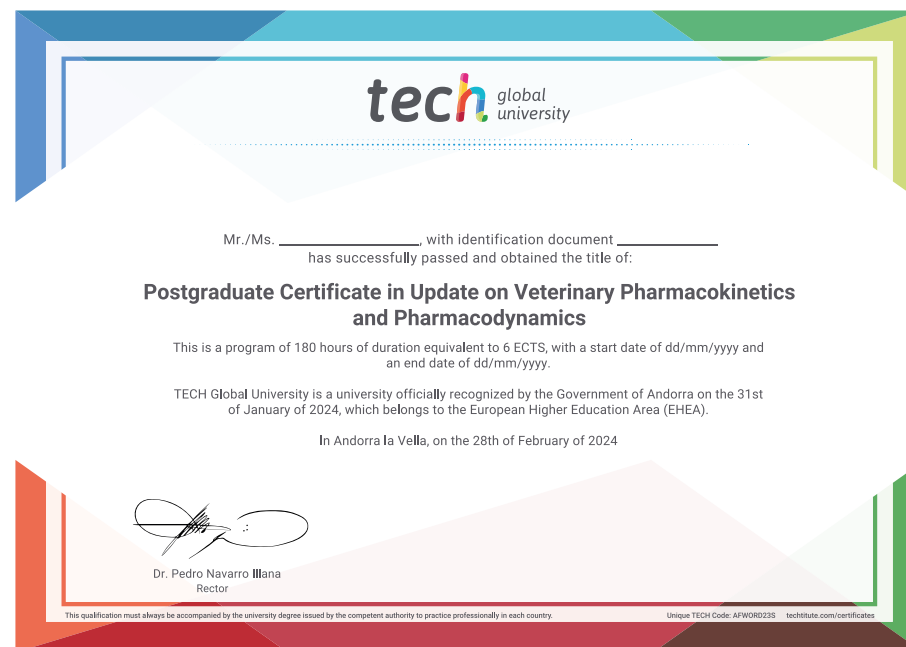 tech global
university
Mr./Ms. ____________________, with identification document ______________
has successfully passed and obtained the title of:
Postgraduate Certificate in Update on Veterinary Pharmacokinetics
and Pharmacodynamics
This is a program of 180 hours of duration equivalent to 6 ECTS, with a start date of dd/mm/yyyy and
an end date of dd/mm/yyyy.
TECH Global University is a university officially recognized by the Government of Andorra on the 31st
of January of 2024, which belongs to the European Higher Education Area (EHEA).
In Andorra la Vella, on the 28th of February of 2024
Dr. Pedro Navarro Illana
Rector
This qualification must always be accompanied by the university degree issued by the competent authority to practice professionally in each country.
Unique TECH Code: AFWORD23S techtitute.com/certificates